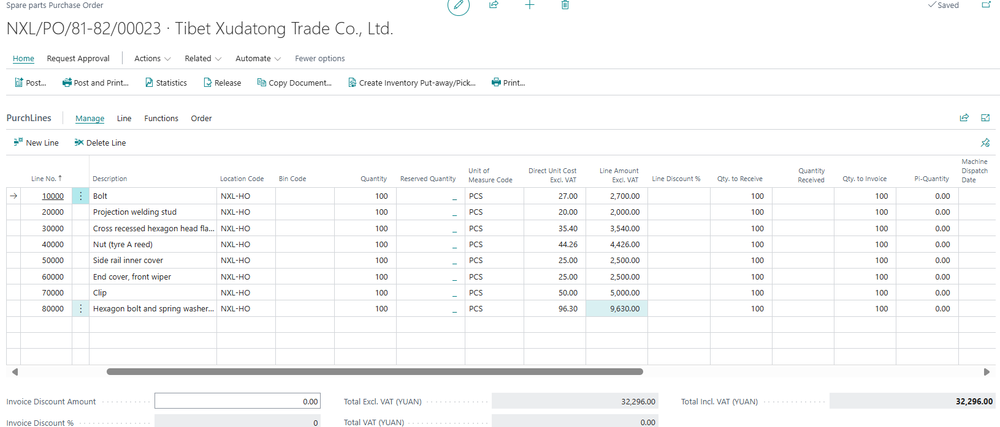 Spare parts Purchase Order
Saved
NXL/PO/81-82/00023 · Tibet Xudatong Trade Co., Ltd.
Home Request Approval Actions Related Automate Fewer options
Post... Post and Print... Statistics Release Copy Document... Create Inventory Put-away/Pick... Print...
PurchLines Manage Line Functions Order
New Line Delete Line
Line No. ↑ Description Location Code Bin Code Quantity Reserved Quantity Unit of Measure Code Direct Unit Cost Excl. VAT Line Amount Excl. VAT Line Discount % Qty. to Receive Quantity Received Qty. to Invoice Pi-Quantity Machine Dispatch Date
10000 Bolt NXL-HO 100 _ PCS 27.00 2,700.00 100 100 0.00
20000 Projection welding stud NXL-HO 100 _ PCS 20.00 2,000.00 100 100 0.00
30000 Cross recessed hexagon head fla... NXL-HO 100 _ PCS 35.40 3,540.00 100 100 0.00
40000 Nut (tyre A reed) NXL-HO 100 _ PCS 44.26 4,426.00 100 100 0.00
50000 Side rail inner cover NXL-HO 100 _ PCS 25.00 2,500.00 100 100 0.00
60000 End cover, front wiper NXL-HO 100 _ PCS 25.00 2,500.00 100 100 0.00
70000 Clip NXL-HO 100 _ PCS 50.00 5,000.00 100 100 0.00
80000 Hexagon bolt and spring washer... NXL-HO 100 _ PCS 96.30 9,630.00 100 100 0.00
Invoice Discount Amount 0.00 Total Excl. VAT (YUAN) 32,296.00 Total Incl. VAT (YUAN) 32,296.00
Invoice Discount % 0 Total VAT (YUAN) 0.00